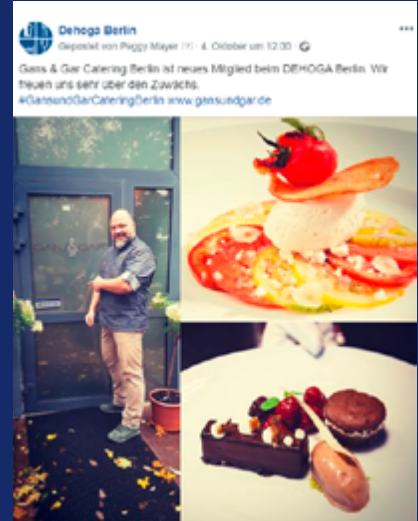 Dehoga Berlin
Gepostet von Peggy Mayer · 4. Oktober um 12:00 ·
Gans & Gar Catering Berlin ist neues Mitglied beim DEHOGA Berlin. Wir
freuen uns sehr über den Zuwachs.
#GansundGarCateringBerlin www.gansundgar.de